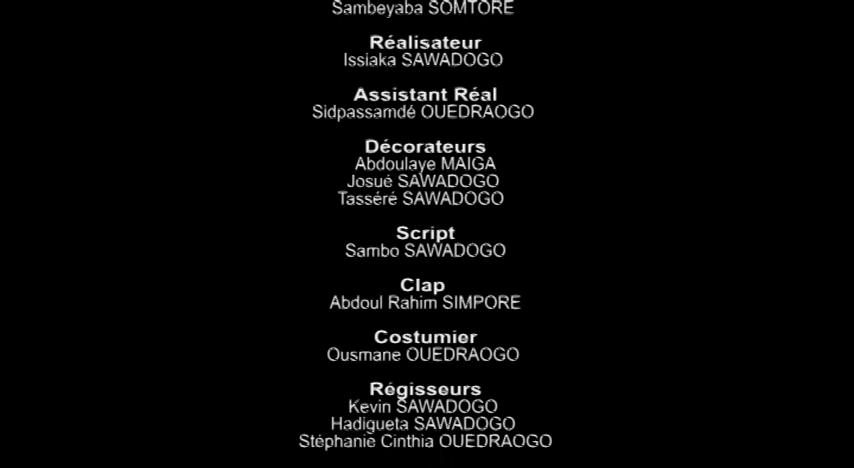 Sambeyaba SOMTORE
Réalisateur
Issiaka SAWADOGO
Assistant Réal
Sidpassamdé OUEDRAOGO
Décorateurs
Abdoulaye MAIGA
Josué SAWADOGO
Tasséré SAWADOGO
Script
Sambo SAWADOGO
Clap
Abdoul Rahim SIMPORE
Costumier
Ousmane OUEDRAOGO
Régisseurs
Kevin SAWADOGO
Hadigueta SAWADOGO
Stéphanie Cinthia OUEDRAOGO